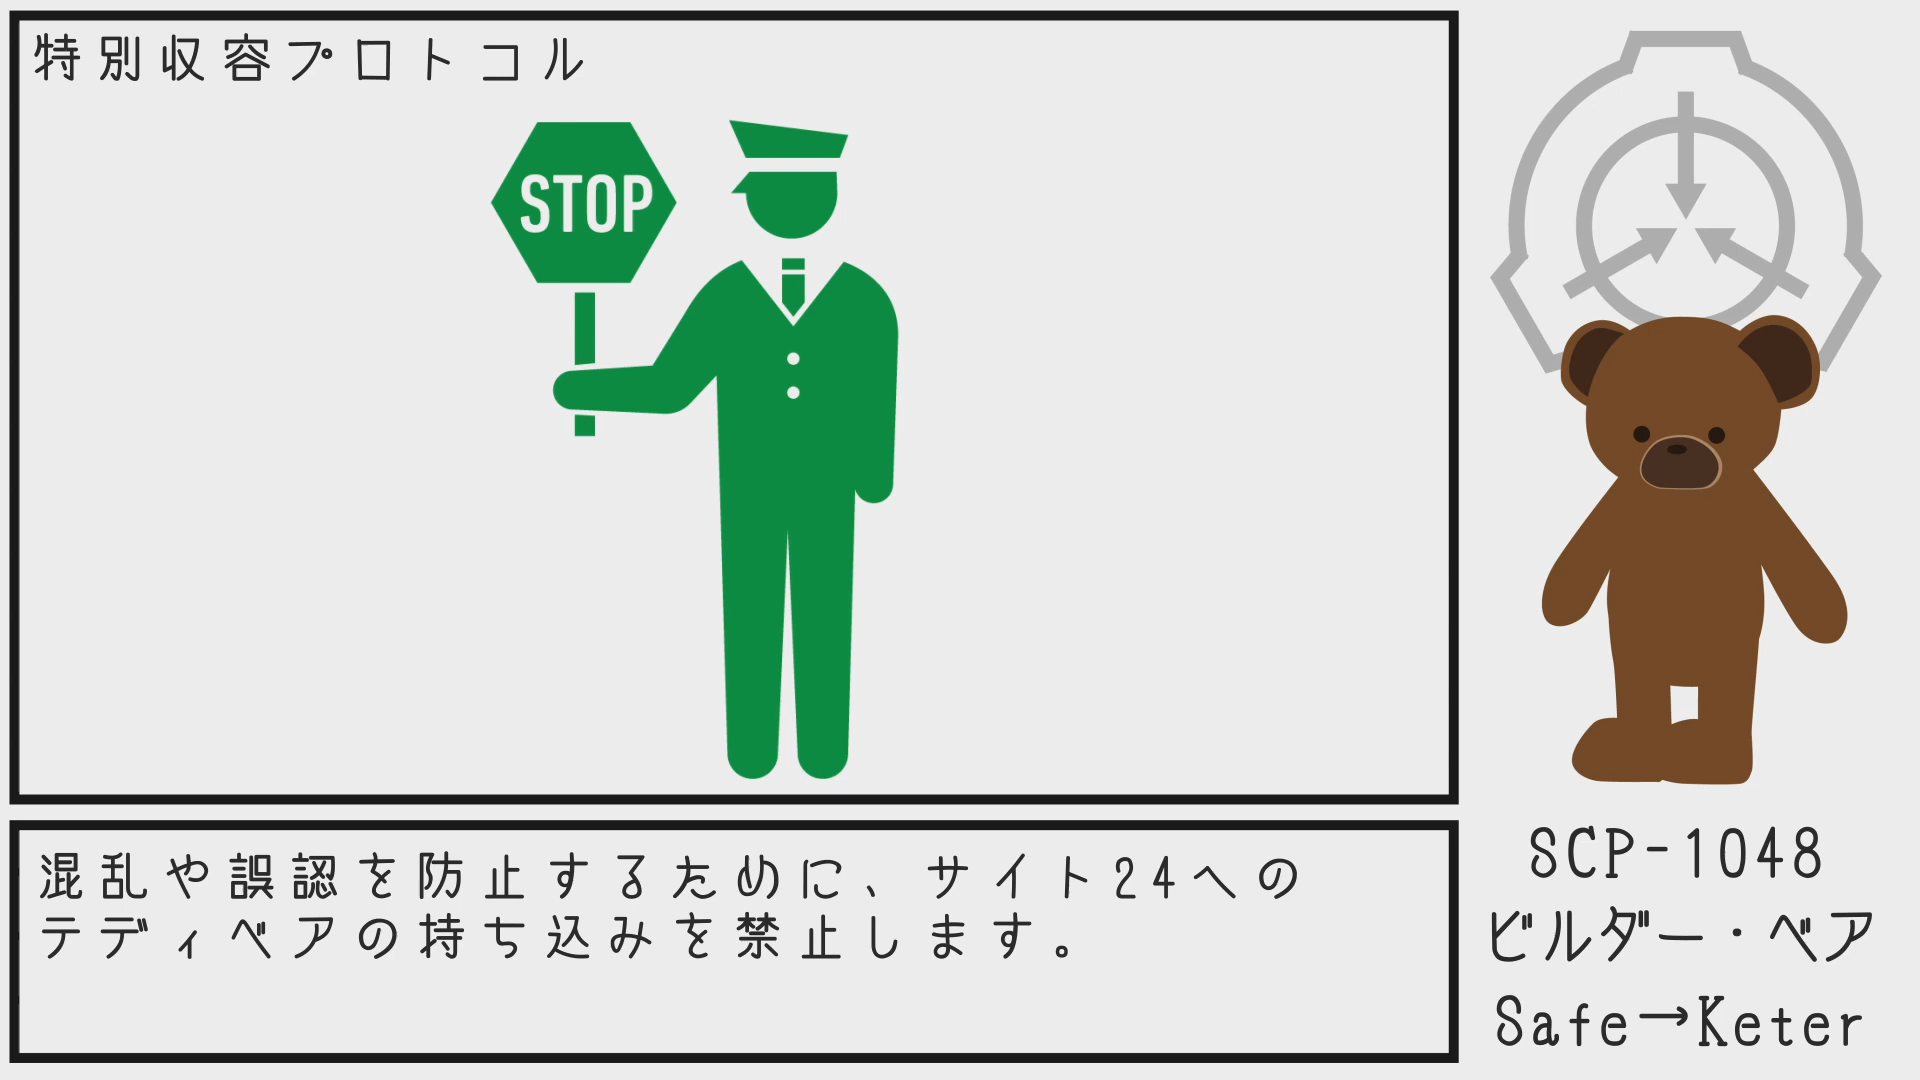 特別収容プロトコル
STOP
混乱や誤認を防止するために、サイト24への
テディベアの持ち込みを禁止します。
SCP-1048
ビルダー・ベア
Safe→Keter